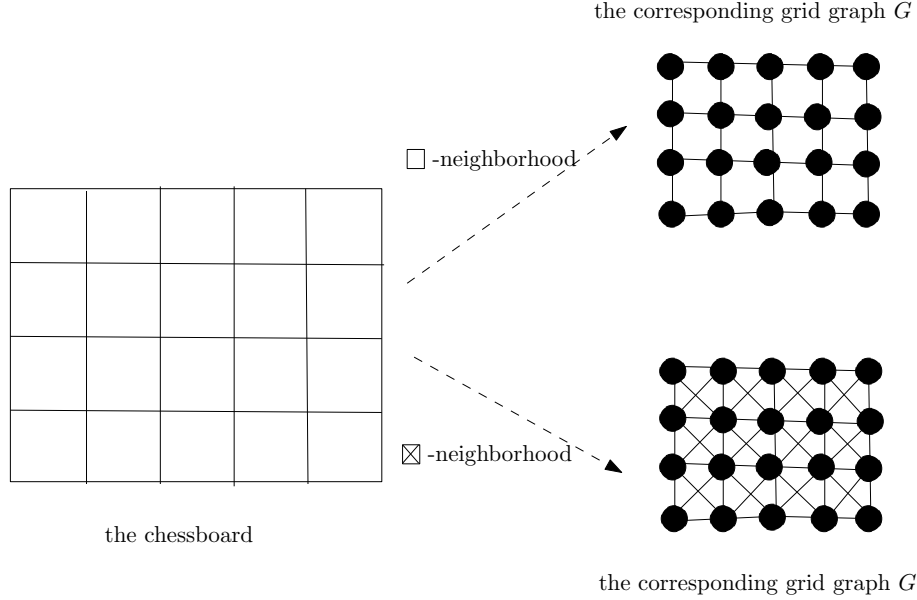 the corresponding grid graph G
□ -neighborhood
⊠ -neighborhood
the chessboard
the corresponding grid graph G